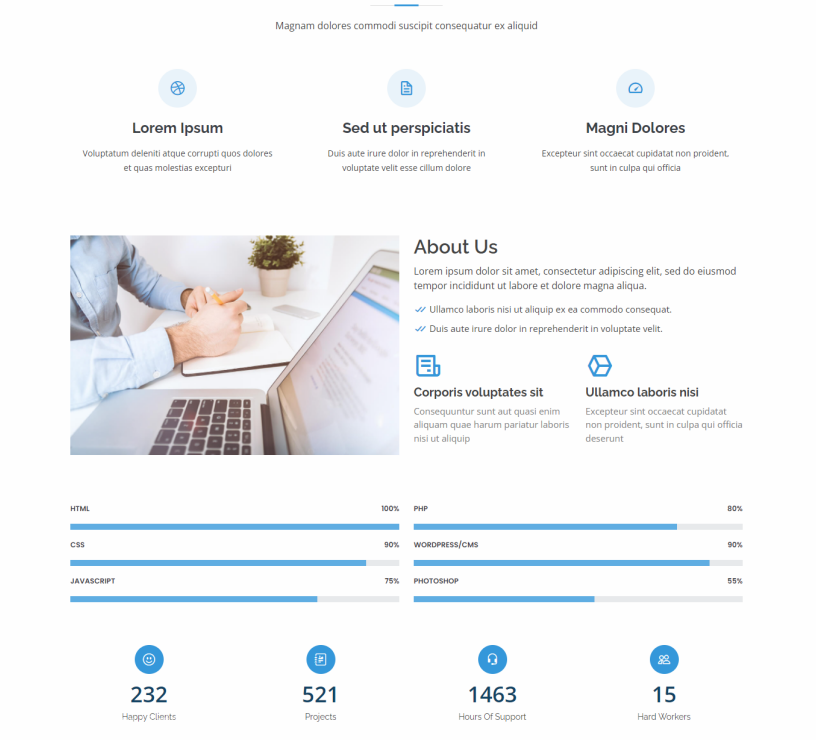 Magnam dolores commodi suscipit consequatur ex aliquid
Lorem Ipsum
Voluptatum deleniti atque corrupti quos dolores
et quas molestias excepturi
Sed ut perspiciatis
Duis aute irure dolor in reprehenderit in
voluptate velit esse cillum dolore
Magni Dolores
Excepteur sint occaecat cupidatat non proident,
sunt in culpa qui officia
About Us
Lorem ipsum dolor sit amet, consectetur adipiscing elit, sed do eiusmod
tempor incididunt ut labore et dolore magna aliqua.
Ullamco laboris nisi ut aliquip ex ea commodo consequat.
Duis aute irure dolor in reprehenderit in voluptate velit.
Corporis voluptates sit
Consequuntur sunt aut quasi enim
aliquam quae harum pariatur laboris
nisi ut aliquip
Ullamco laboris nisi
Excepteur sint occaecat cupidatat
non proident, sunt in culpa qui officia
deserunt
HTML 100%
CSS 90%
JAVASCRIPT 75%
PHP 80%
WORDPRESS/CMS 90%
PHOTOSHOP 55%
232
Happy Clients
521
Projects
1463
Hours Of Support
15
Hard Workers